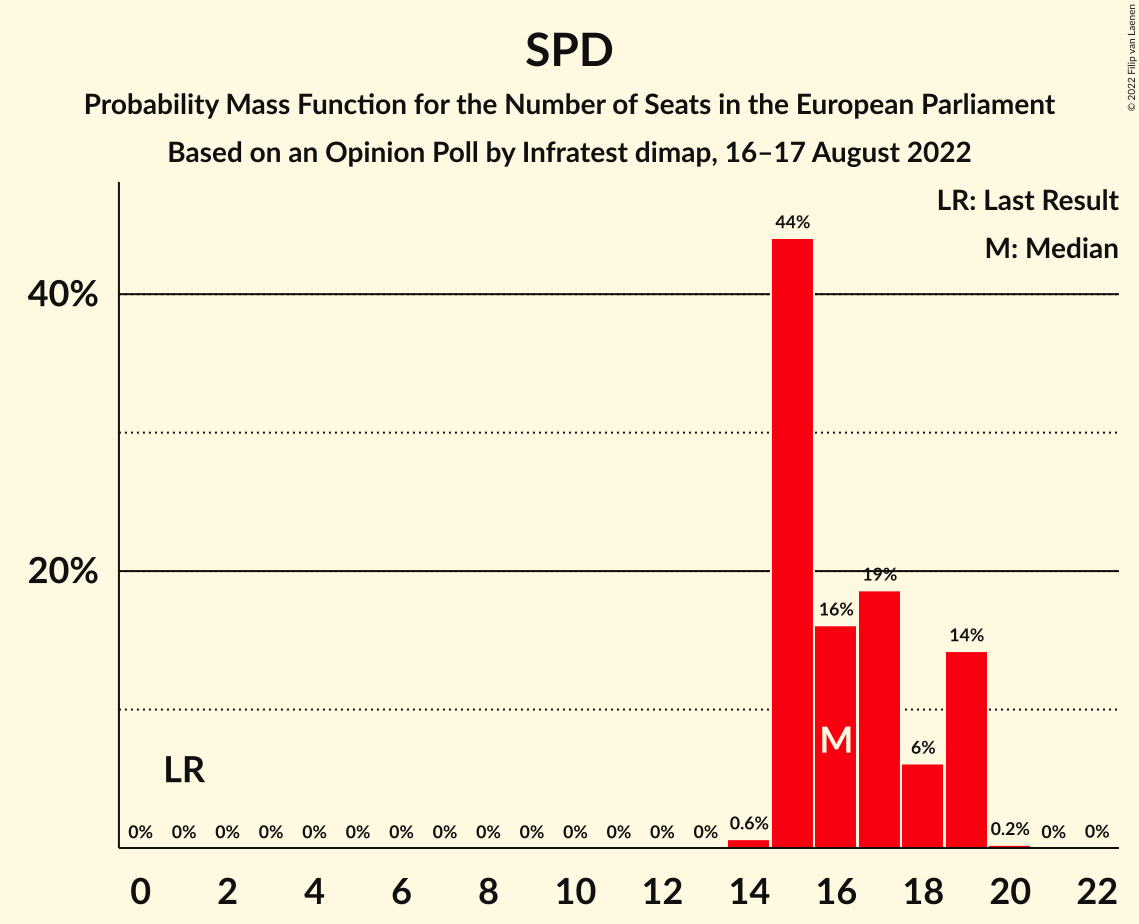 SPD
Probability Mass Function for the Number of Seats in the European Parliament
Based on an Opinion Poll by Infratest dimap, 16–17 August 2022
© 2022 Filip van Laenen
LR: Last Result
M: Median
44%
40%
20%
19%
16%
14%
M
6%
LR
0% 0% 0% 0% 0% 0% 0% 0% 0% 0% 0% 0% 0% 0% 0.6% 0.2% 0% 0%
0 2 4 6 8 10 12 14 16 18 20 22